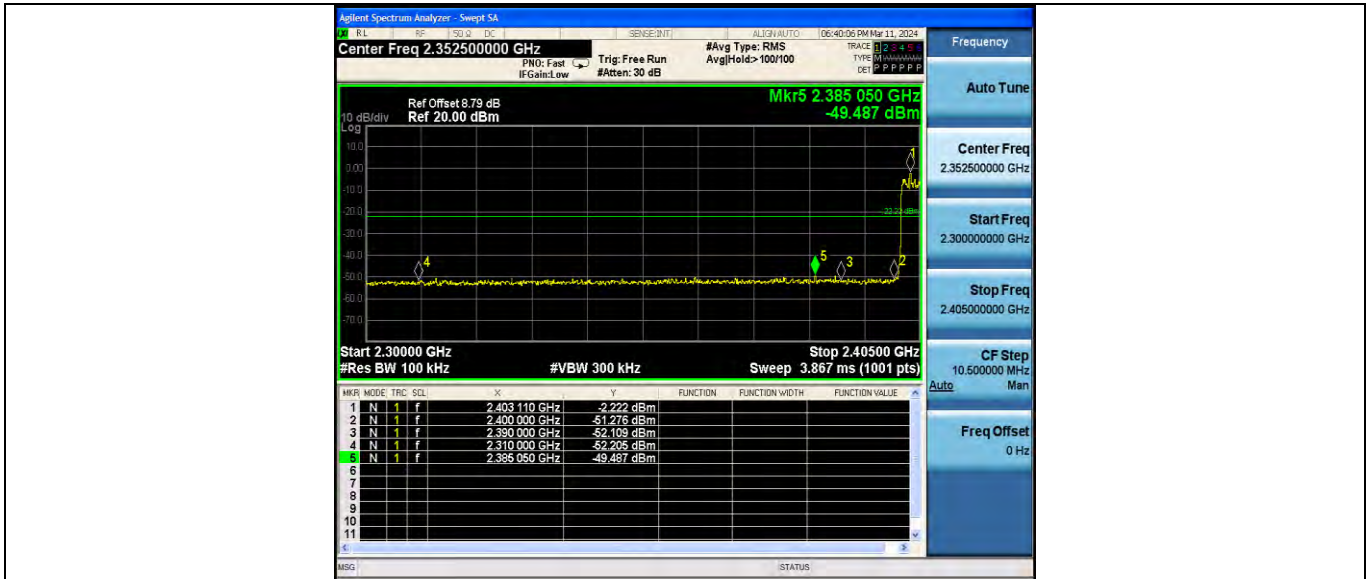 Agilent Spectrum Analyzer - Swept SA
RL RF 50 Ω DC SENSE:INT ALIGN AUTO 06:40:06 PM Mar 11, 2024
Center Freq 2.352500000 GHz #Avg Type: RMS TRACE 1 2 3 4 5 6
PNO: Fast Trig: Free Run Avg|Hold:> 100/100 TYPE M WWWWW
IFGain:Low #Atten: 30 dB DET P P P P P P
Mkr5 2.385 050 GHz
-49.487 dBm
Ref Offset 8.79 dB
10 dB/div Ref 20.00 dBm
Log
10.0
0.00
-10.0
-20.0
-30.0
-40.0
-50.0
-60.0
-70.0
1
-22.22 dBm
4
5
3
2
Start 2.30000 GHz Stop 2.40500 GHz
#Res BW 100 kHz #VBW 300 kHz Sweep 3.867 ms (1001 pts)
MKR MODE TRC SCL X Y FUNCTION FUNCTION WIDTH FUNCTION VALUE
1 N 1 f 2.403 110 GHz -2.222 dBm
2 N 1 f 2.400 000 GHz -51.276 dBm
3 N 1 f 2.390 000 GHz -52.109 dBm
4 N 1 f 2.310 000 GHz -52.205 dBm
5 N 1 f 2.385 050 GHz -49.487 dBm
6
7
8
9
10
11
MSG STATUS
Frequency
Auto Tune
Center Freq
2.352500000 GHz
Start Freq
2.300000000 GHz
Stop Freq
2.405000000 GHz
CF Step
10.500000 MHz
Auto Man
Freq Offset
0 Hz